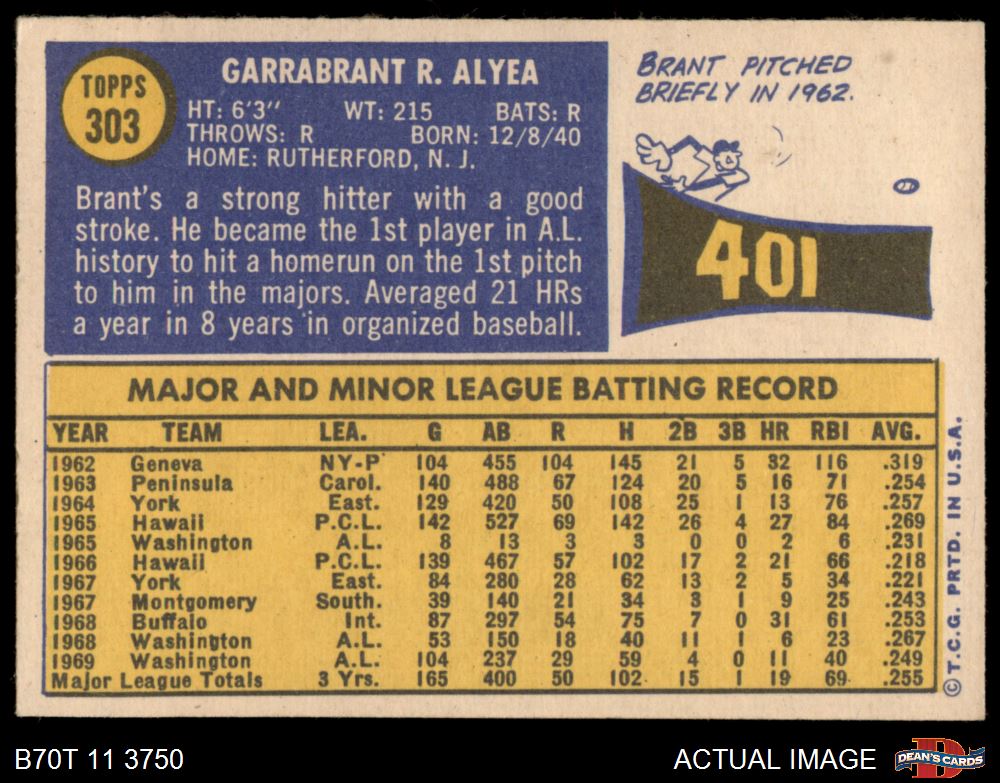 TOPPS
303
GARRABRANT R. ALYEA
HT: 6'3" WT: 215 BATS: R
THROWS: R BORN: 12/8/40
HOME: RUTHERFORD, N. J.
Brant's a strong hitter with a good
stroke. He became the 1st player in A.L.
history to hit a homerun on the 1st pitch
to him in the majors. Averaged 21 HRs
a year in 8 years in organized baseball.
BRANT PITCHED
BRIEFLY IN 1962.
401
MAJOR AND MINOR LEAGUE BATTING RECORD
YEAR TEAM LEA. G AB R H 2B 3B HR RBI AVG.
1962 Geneva NY-P 104 455 104 145 21 5 32 116 .319
1963 Peninsula Carol. 140 488 67 124 20 5 16 71 .254
1964 York East. 129 420 50 108 25 1 13 76 .257
1965 Hawaii P.C.L. 142 527 69 142 26 4 27 84 .269
1965 Washington A.L. 8 13 3 3 0 0 2 6 .231
1966 Hawaii P.C.L. 139 467 57 102 17 2 21 66 .218
1967 York East. 84 280 28 62 13 2 5 34 .221
1967 Montgomery South. 39 140 21 34 3 1 9 25 .243
1968 Buffalo Int. 87 297 54 75 7 0 31 61 .253
1968 Washington A.L. 53 150 18 40 11 1 6 23 .267
1969 Washington A.L. 104 237 29 59 4 0 11 40 .249
Major League Totals 3 Yrs. 165 400 50 102 15 1 19 69 .255
© T.C.G. PRTD. IN U.S.A.
B70T 11 3750
ACTUAL IMAGE
DEAN'S CARDS